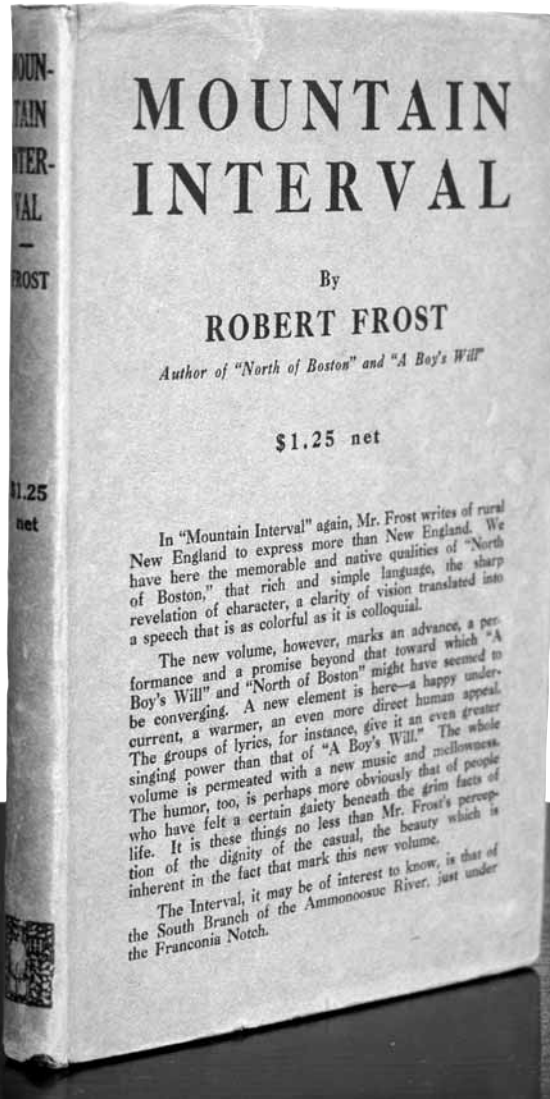 MOUN-
TAIN
INTER-
VAL
FROST
$1.25
net
MOUNTAIN
INTERVAL
By
ROBERT FROST
Author of "North of Boston" and "A Boy's Will"
$1.25 net
In "Mountain Interval" again, Mr. Frost writes of rural
New England to express more than New England. We
have here the memorable and native qualities of "North
of Boston," that rich and simple language, the sharp
revelation of character, a clarity of vision translated into
a speech that is as colorful as it is colloquial.
The new volume, however, marks an advance, a per-
formance and a promise beyond that toward which "A
Boy's Will" and "North of Boston" might have seemed to
be converging. A new element is here—a happy under-
current, a warmer, an even more direct human appeal.
The groups of lyrics, for instance, give it an even greater
singing power than that of "A Boy's Will." The whole
volume is permeated with a new music and mellowness.
The humor, too, is perhaps more obviously that of people
who have felt a certain gaiety beneath the grim facts of
life. It is these things no less than Mr. Frost's percep-
tion of the dignity of the casual, the beauty which is
inherent in the fact that mark this new volume.
The Interval, it may be of interest to know, is that of
the South Branch of the Ammonoosuc River, just under
the Franconia Notch.